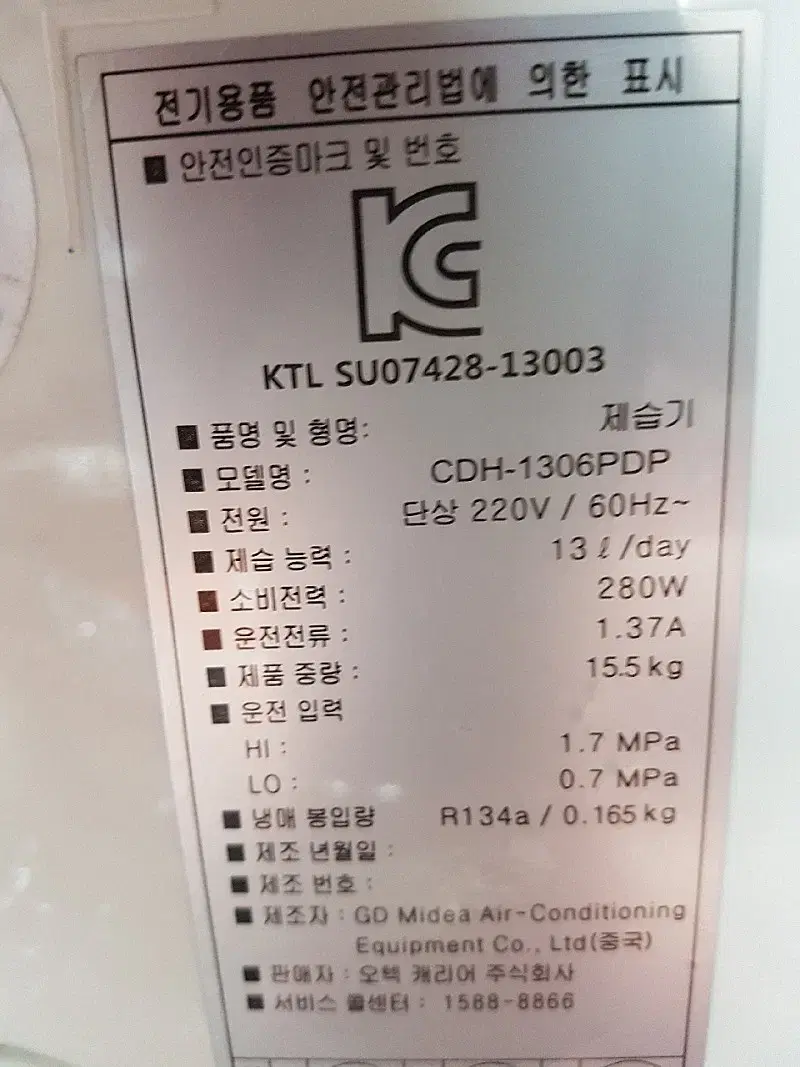 전기용품 안전관리법에 의한 표시
■ 안전인증마크 및 번호
KC
KTL SU07428-13003
■ 품명 및 형명: 제습기
■ 모델명 : CDH-1306PDP
■ 전원 : 단상 220V / 60Hz~
■ 제습 능력 : 13ℓ/day
■ 소비전력 : 280W
■ 운전전류 : 1.37A
■ 제품 중량 : 15.5kg
■ 운전 입력
HI : 1.7 MPa
LO : 0.7 MPa
■ 냉매 봉입량 R134a / 0.165kg
■ 제조 년월일 :
■ 제조 번호 :
■ 제조자 : GD Midea Air-Conditioning
Equipment Co., Ltd(중국)
■ 판매자 : 오텍 캐리어 주식회사
■ 서비스 콜센터 : 1588-8866